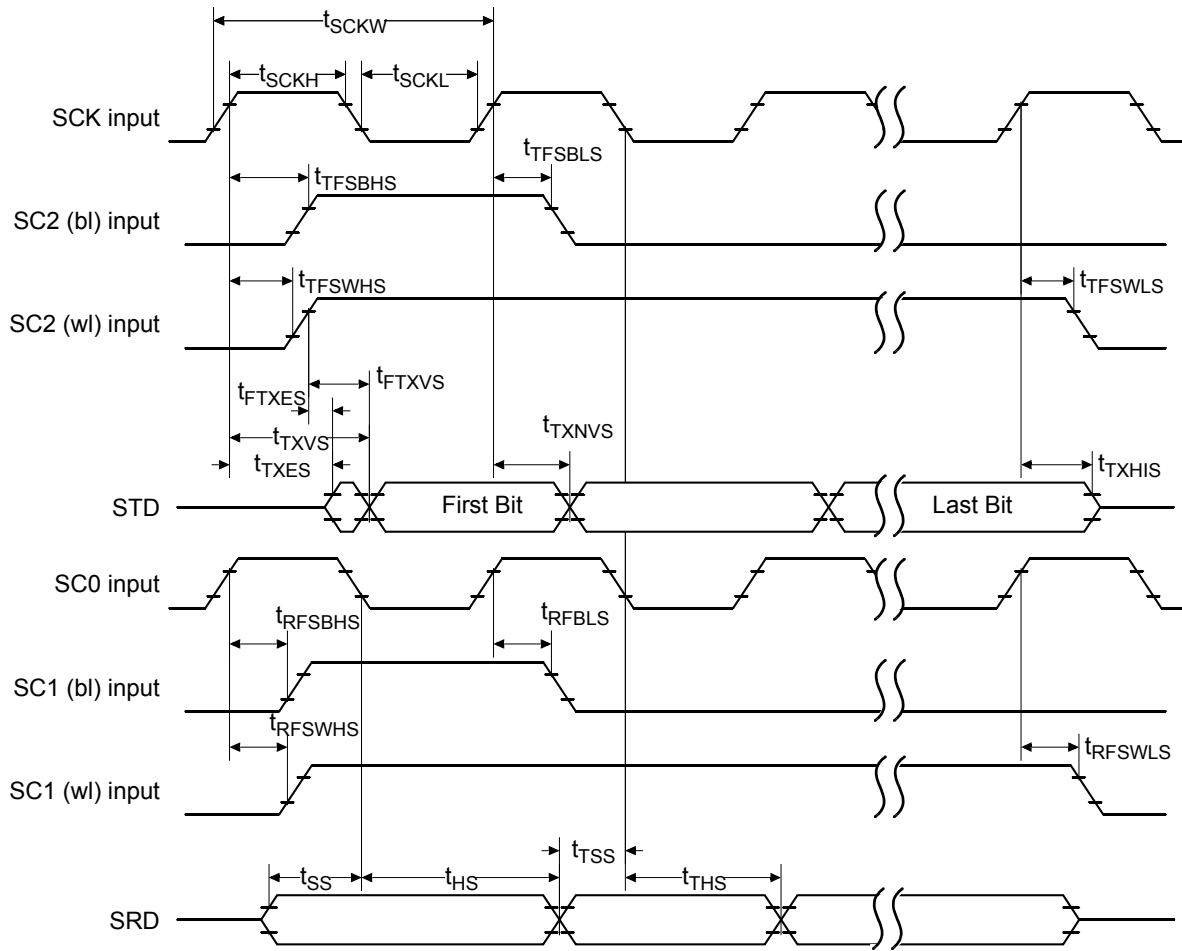 tSCKW
tSCKH
tSCKL
SCK input
tTFSBLS
tTFSBHS
SC2 (bl) input
tTFSWHS
tTFSWLS
SC2 (wl) input
tFTXVS
tFTXES
tTXNVS
tTXVS
tTXES
tTXHIS
STD
First Bit
Last Bit
SC0 input
tRFSBHS
tRFBLS
SC1 (bl) input
tRFSWHS
tRFSWLS
SC1 (wl) input
tTSS
tSS
tHS
tTHS
SRD